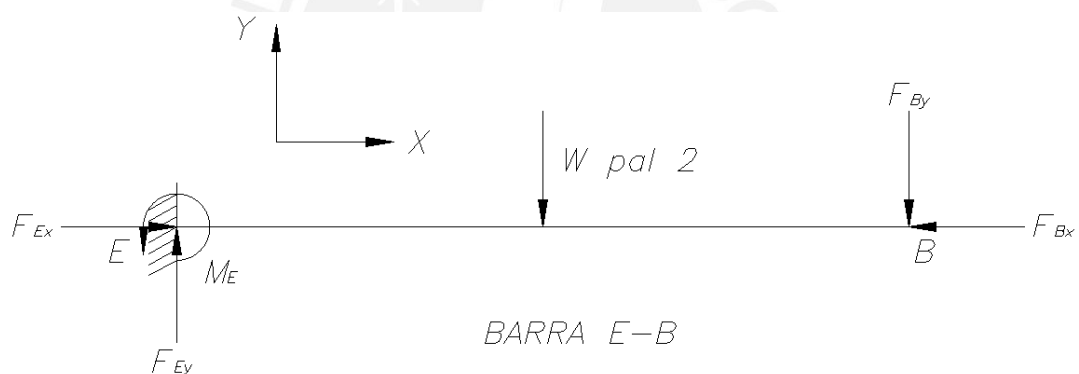 Y
X
F By
W pal 2
F Ex
E
M E
B
F Bx
F Ey
BARRA E-B